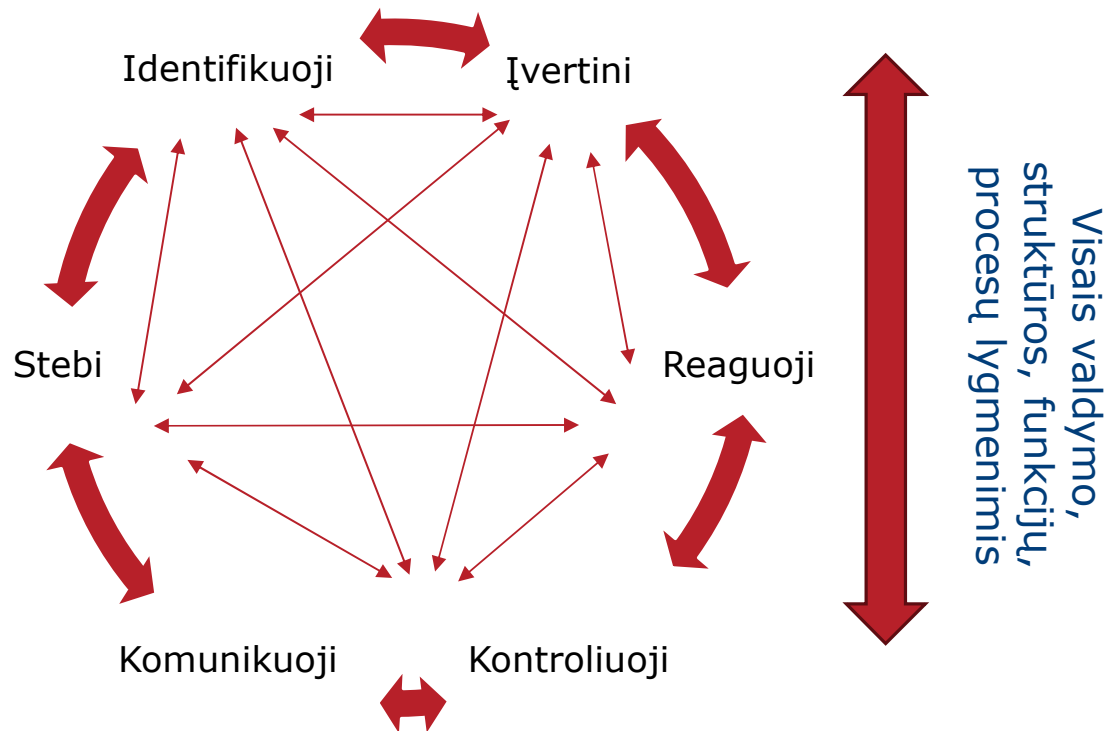 Identifikuoji
Įvertini
Stebi
Reaguoji
Komunikuoji
Kontroliuoji
Visais valdymo,
struktūros, funkcijų,
procesų lygmenimis